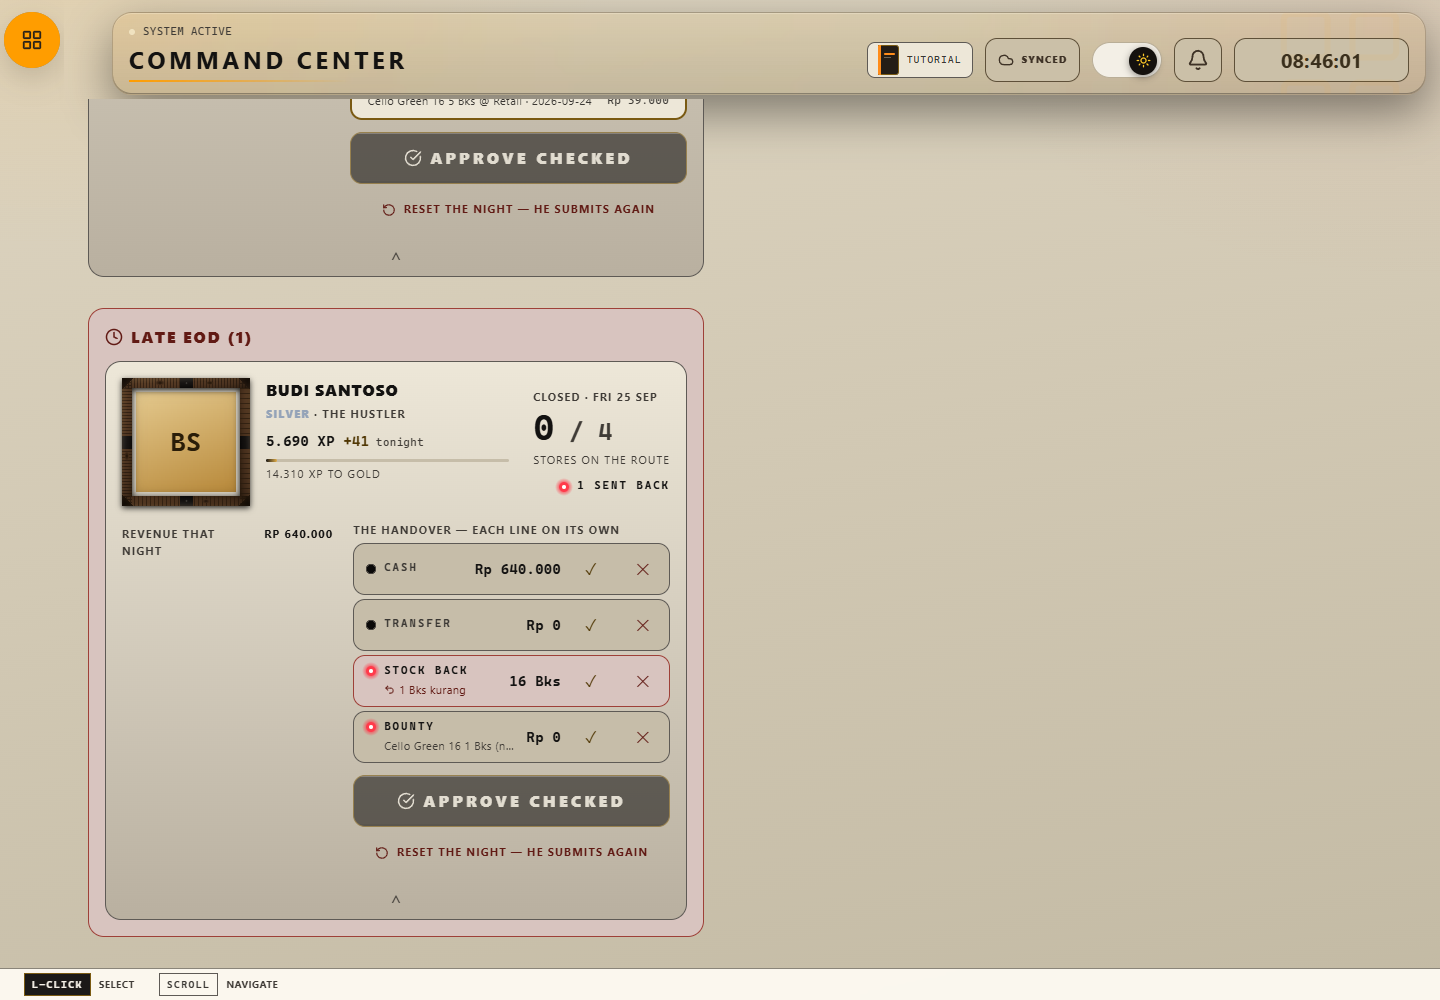 SYSTEM ACTIVE
COMMAND CENTER
TUTORIAL
SYNCED
08:46:01
Cello Green 16 5 Bks @ Retail · 2026-09-24 Rp 39.000
APPROVE CHECKED
RESET THE NIGHT — HE SUBMITS AGAIN
^
LATE EOD (1)
BS
BUDI SANTOSO
SILVER · THE HUSTLER
5.690 XP +41 tonight
14.310 XP TO GOLD
CLOSED · FRI 25 SEP
0 / 4
STORES ON THE ROUTE
1 SENT BACK
REVENUE THAT NIGHT RP 640.000
THE HANDOVER — EACH LINE ON ITS OWN
CASH Rp 640.000 ✓ ✕
TRANSFER Rp 0 ✓ ✕
STOCK BACK 16 Bks ✓ ✕
1 Bks kurang
BOUNTY Rp 0 ✓ ✕
Cello Green 16 1 Bks (n...
APPROVE CHECKED
RESET THE NIGHT — HE SUBMITS AGAIN
^
L-CLICK SELECT SCROLL NAVIGATE